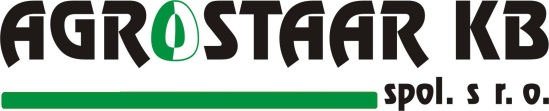 AGROSTAAR KB
spol. s r. o.